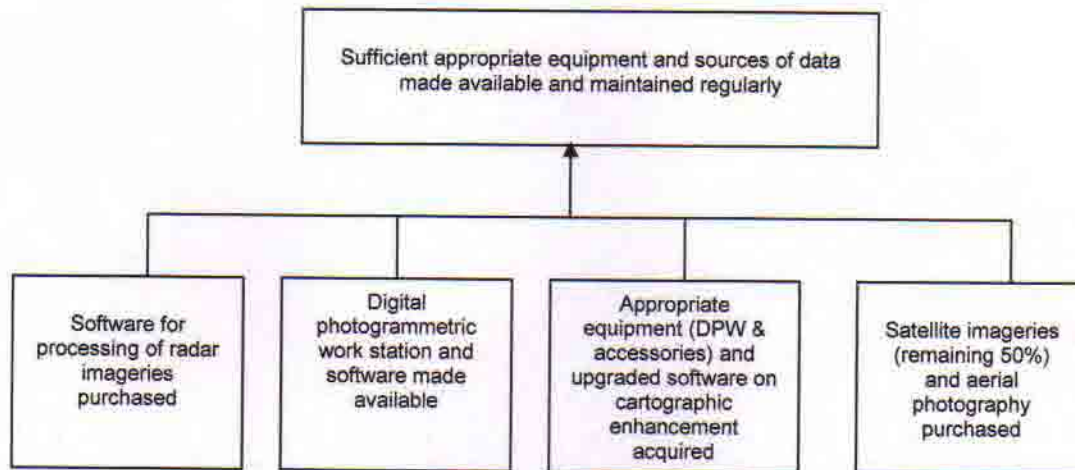 Sufficient appropriate equipment and sources of data
made available and maintained regularly
Software for
processing of radar
imageries
purchased
Digital
photogrammetric
work station and
software made
available
Appropriate
equipment (DPW &
accessories) and
upgraded software on
cartographic
enhancement
acquired
Satellite imageries
(remaining 50%)
and aerial
photography
purchased